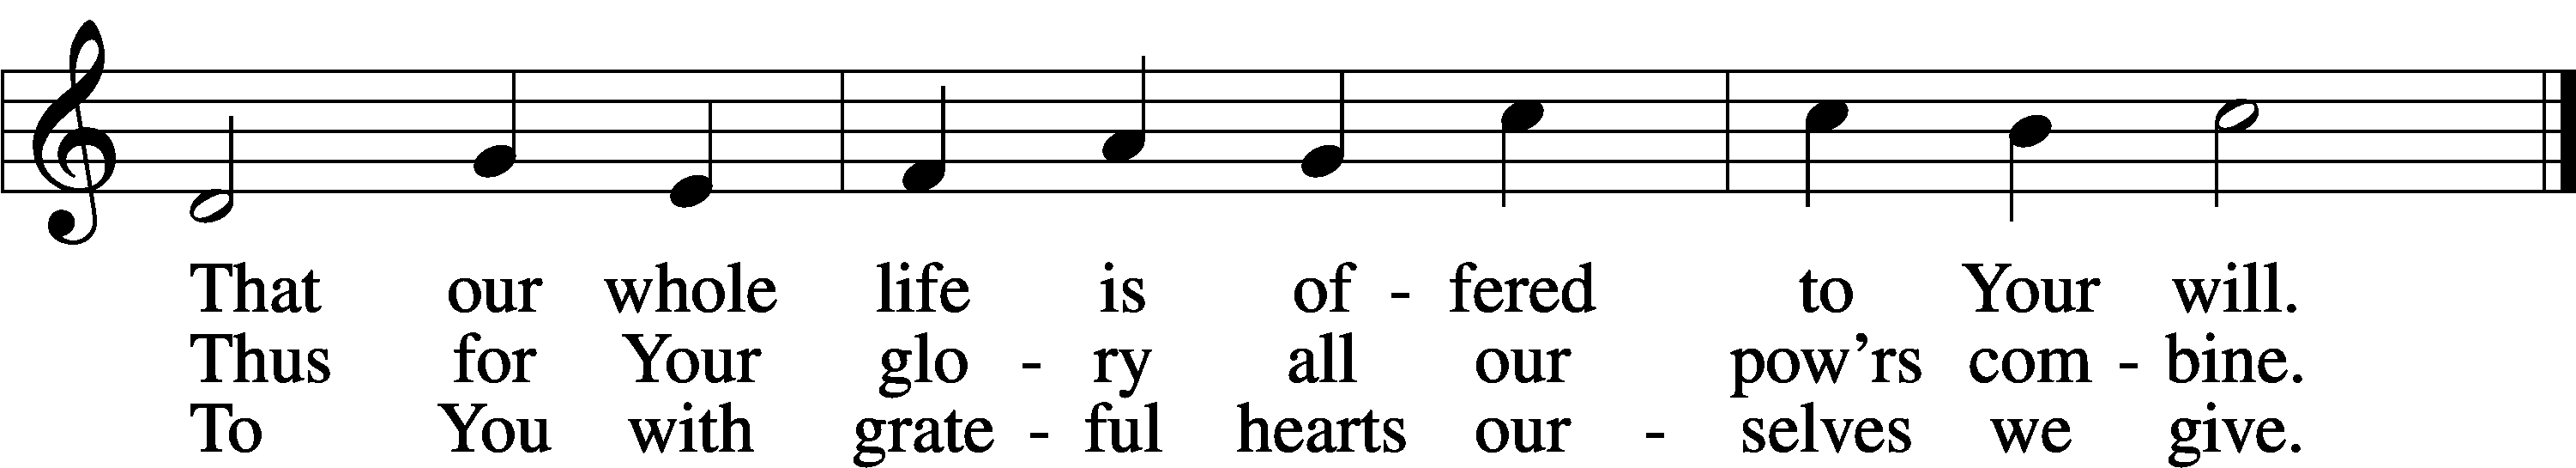 That our whole life is of - fered to Your will.
Thus for Your glo - ry all our pow’rs com - bine.
To You with grate - ful hearts our - selves we give.